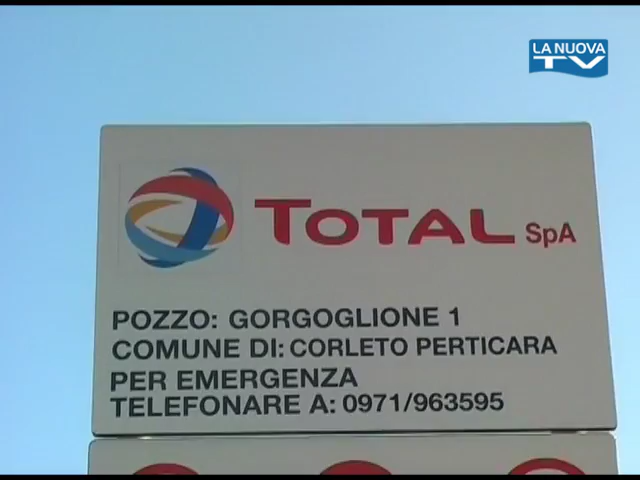 LA NUOVA
TV
TOTAL SpA
POZZO: GORGOGLIONE 1
COMUNE DI: CORLETO PERTICARA
PER EMERGENZA
TELEFONARE A: 0971/963595